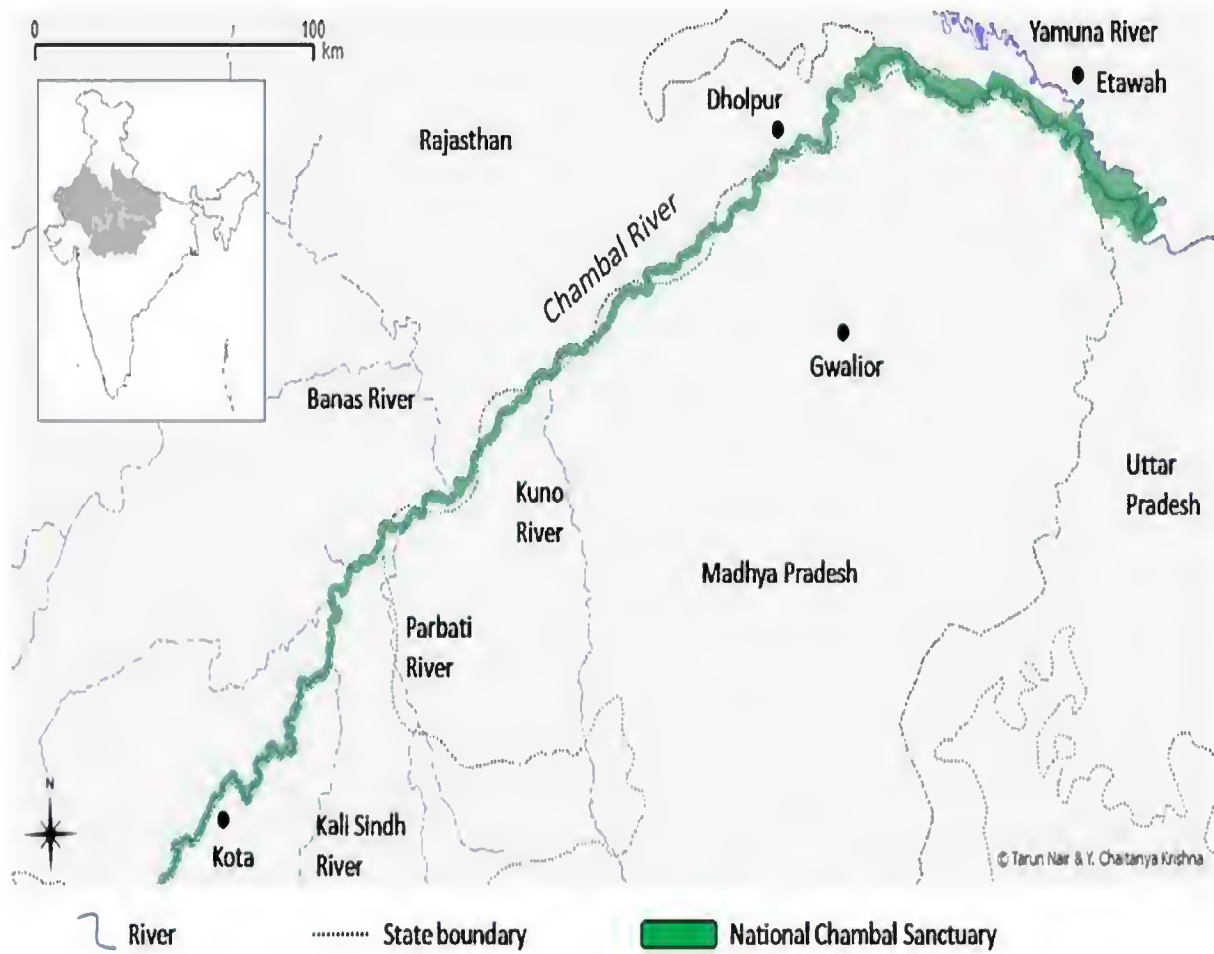 0
100
km
Yamuna River
Etawah
Dholpur
Rajasthan
Chambal River
Gwalior
Banas River
Kuno
River
Uttar
Pradesh
Madhya Pradesh
Parbati
River
N
Kali Sindh
River
Kota
© Tarun Nair & Y. Chaitanya Krishna
River
State boundary
National Chambal Sanctuary